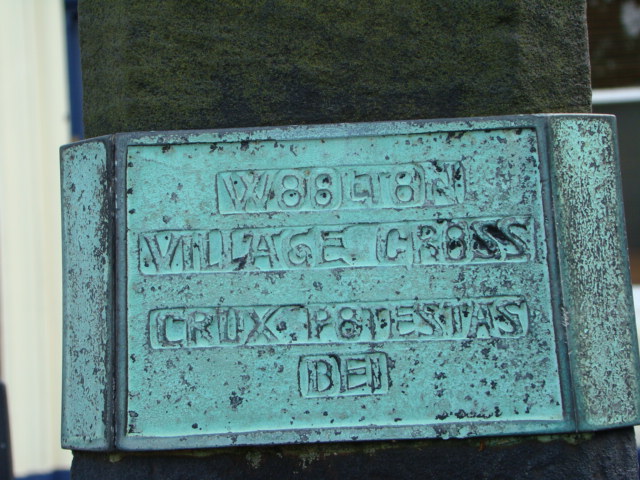 WOOLTON
VILLAGE CROSS
CRUX POTESTAS
DEI